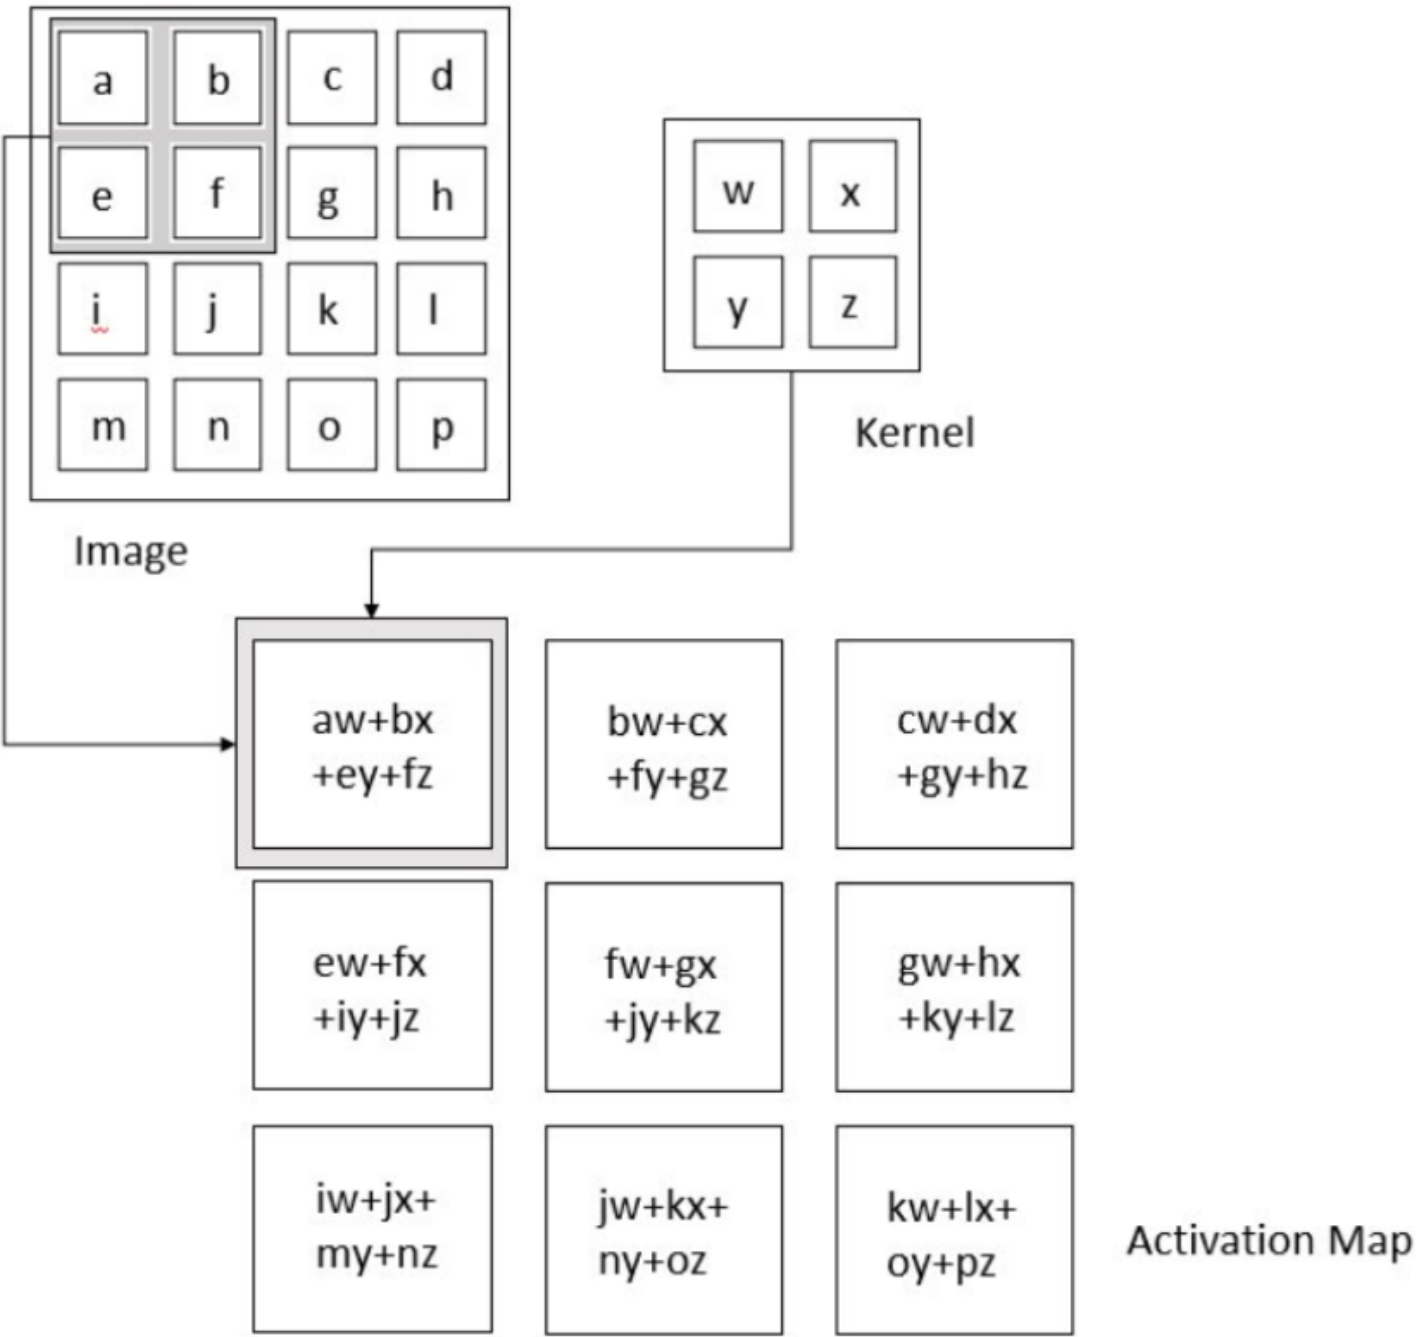 a b c d
e f g h
i j k l
m n o p
Image
w x
y z
Kernel
aw+bx
+ey+fz
bw+cx
+fy+gz
cw+dx
+gy+hz
ew+fx
+iy+jz
fw+gx
+jy+kz
gw+hx
+ky+lz
iw+jx+
my+nz
jw+kx+
ny+oz
kw+lx+
oy+pz
Activation Map